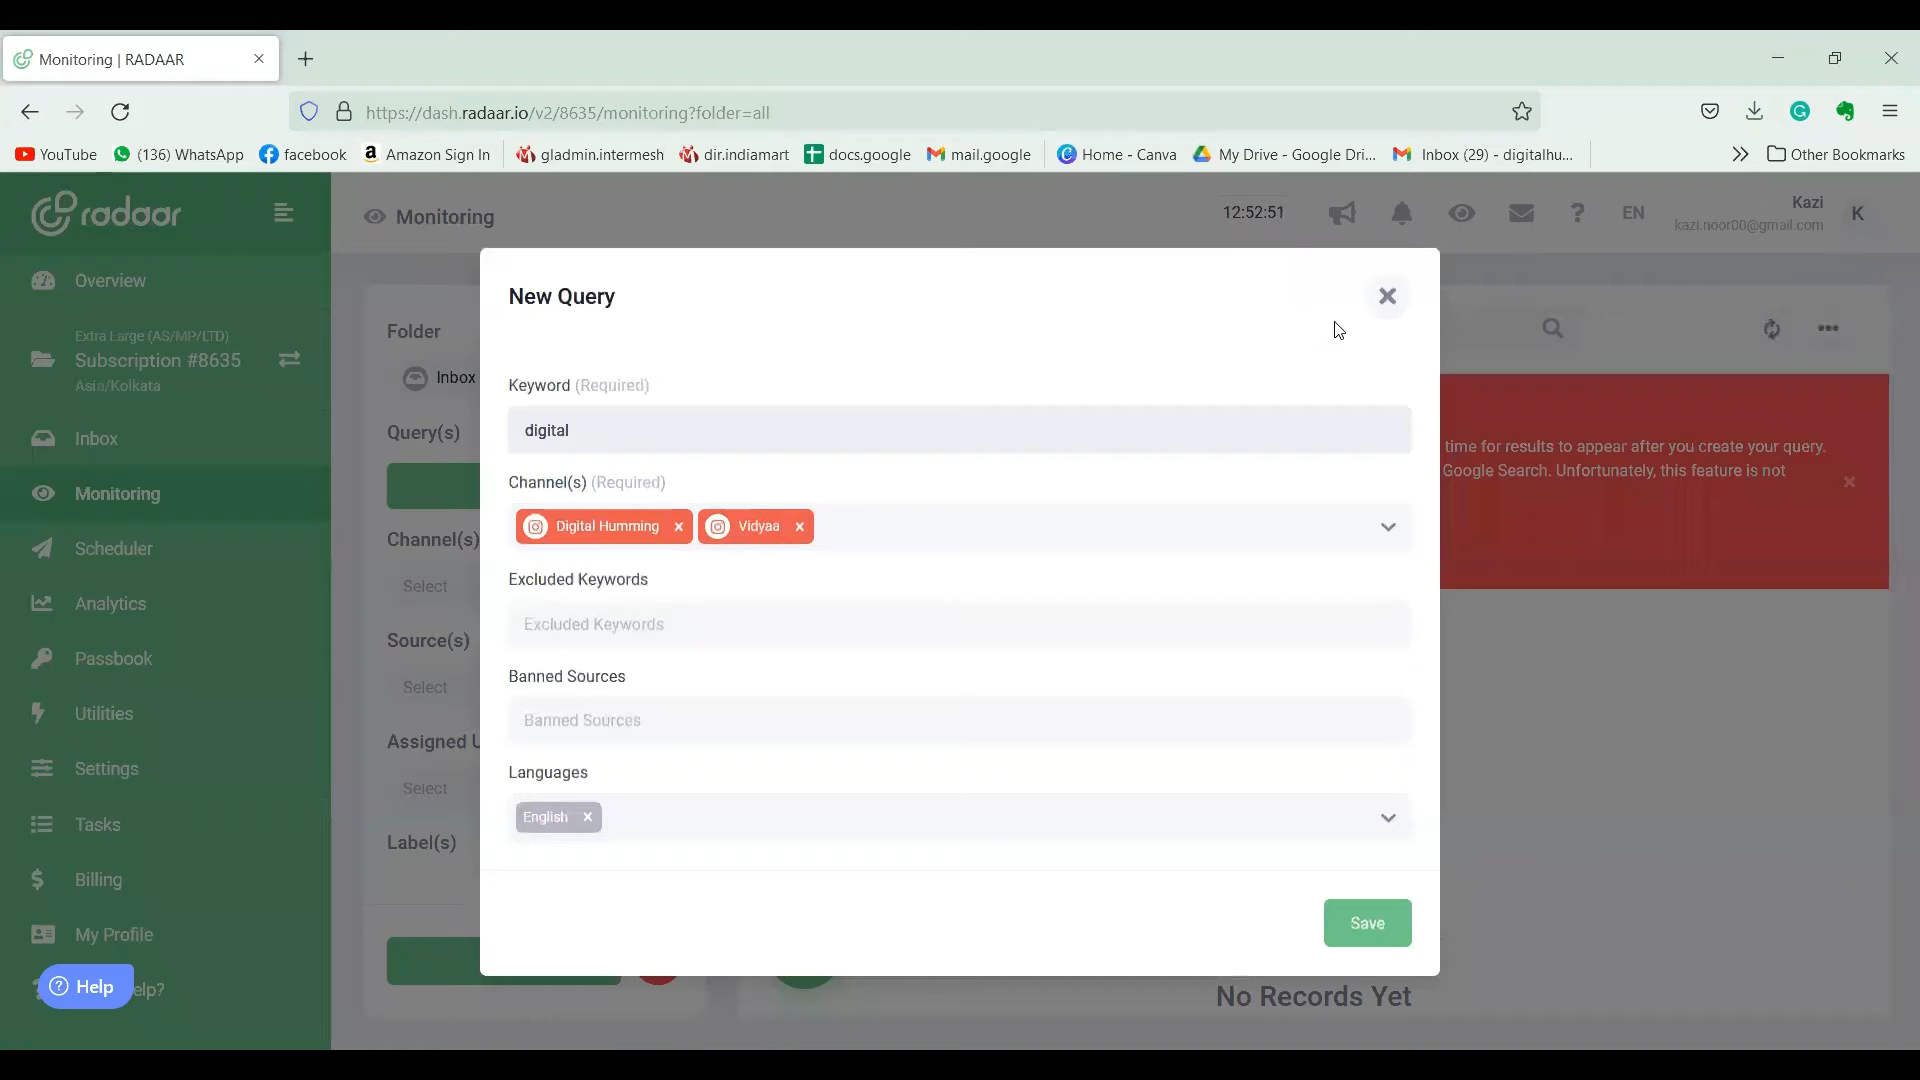 Monitoring | RADAAR
https://dash.radaar.io/v2/8635/monitoring?folder=all
YouTube (136) WhatsApp facebook Amazon Sign In gladmin.intermesh dir.indiamart docs.google mail.google Home - Canva My Drive - Google Dri... Inbox (29) - digitalhu... Other Bookmarks
radaar
Monitoring
12:52:51
EN
Kazi
kazi.noor00@gmail.com
K
Overview
Extra Large (AS/MP/LTD)
Subscription #8635
Asia/Kolkata
Inbox
Monitoring
Scheduler
Analytics
Passbook
Utilities
Settings
Tasks
Billing
My Profile
elp?
Help
Folder
Inbox
Query(s)
Channel(s)
Select
Source(s)
Select
Assigned U
Select
Label(s)
New Query
Keyword (Required)
digital
Channel(s) (Required)
Digital Humming Vidyaa
Excluded Keywords
Excluded Keywords
Banned Sources
Banned Sources
Languages
English
Save
time for results to appear after you create your query.
Google Search. Unfortunately, this feature is not
No Records Yet